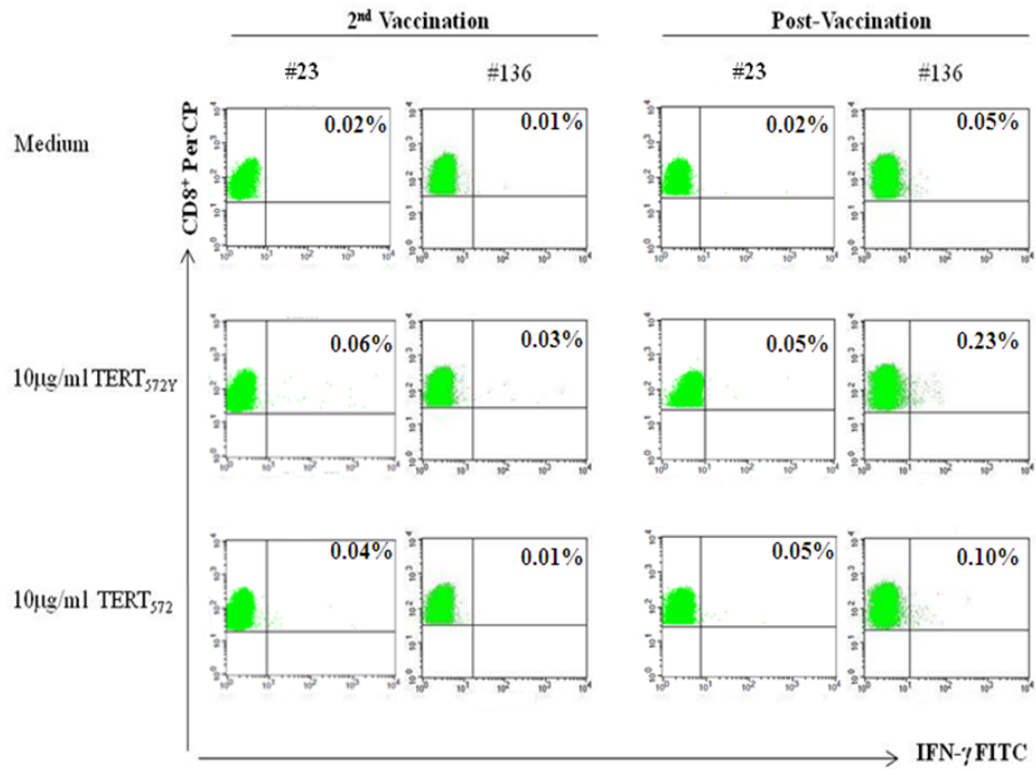 2nd Vaccination Post-Vaccination
#23 #136 #23 #136
Medium
0.02% 0.01% 0.02% 0.05%
CD8+ PerCP
10μg/ml TERT572Y
0.06% 0.03% 0.05% 0.23%
10μg/ml TERT572
0.04% 0.01% 0.05% 0.10%
IFN-γ FITC